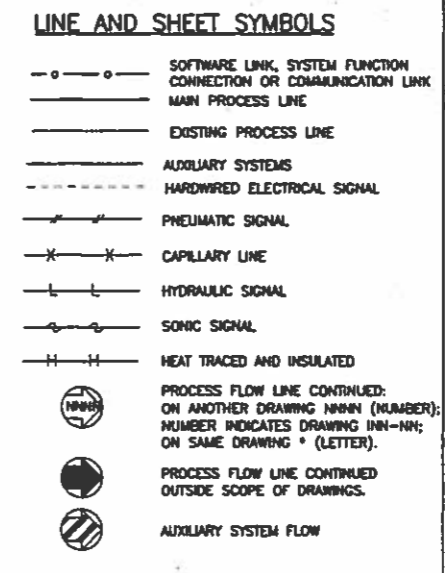 LINE AND SHEET SYMBOLS
SOFTWARE LINK, SYSTEM FUNCTION
CONNECTION OR COMMUNICATION LINK
MAIN PROCESS LINE
EXISTING PROCESS LINE
AUXILIARY SYSTEMS
HARDWIRED ELECTRICAL SIGNAL
PNEUMATIC SIGNAL
CAPILLARY LINE
HYDRAULIC SIGNAL
SONIC SIGNAL
H H HEAT TRACED AND INSULATED
PROCESS FLOW LINE CONTINUED:
NNNN ON ANOTHER DRAWING NNNN (NUMBER);
NUMBER INDICATES DRAWING INN-NN;
ON SAME DRAWING * (LETTER).
PROCESS FLOW LINE CONTINUED
OUTSIDE SCOPE OF DRAWINGS.
AUXILIARY SYSTEM FLOW